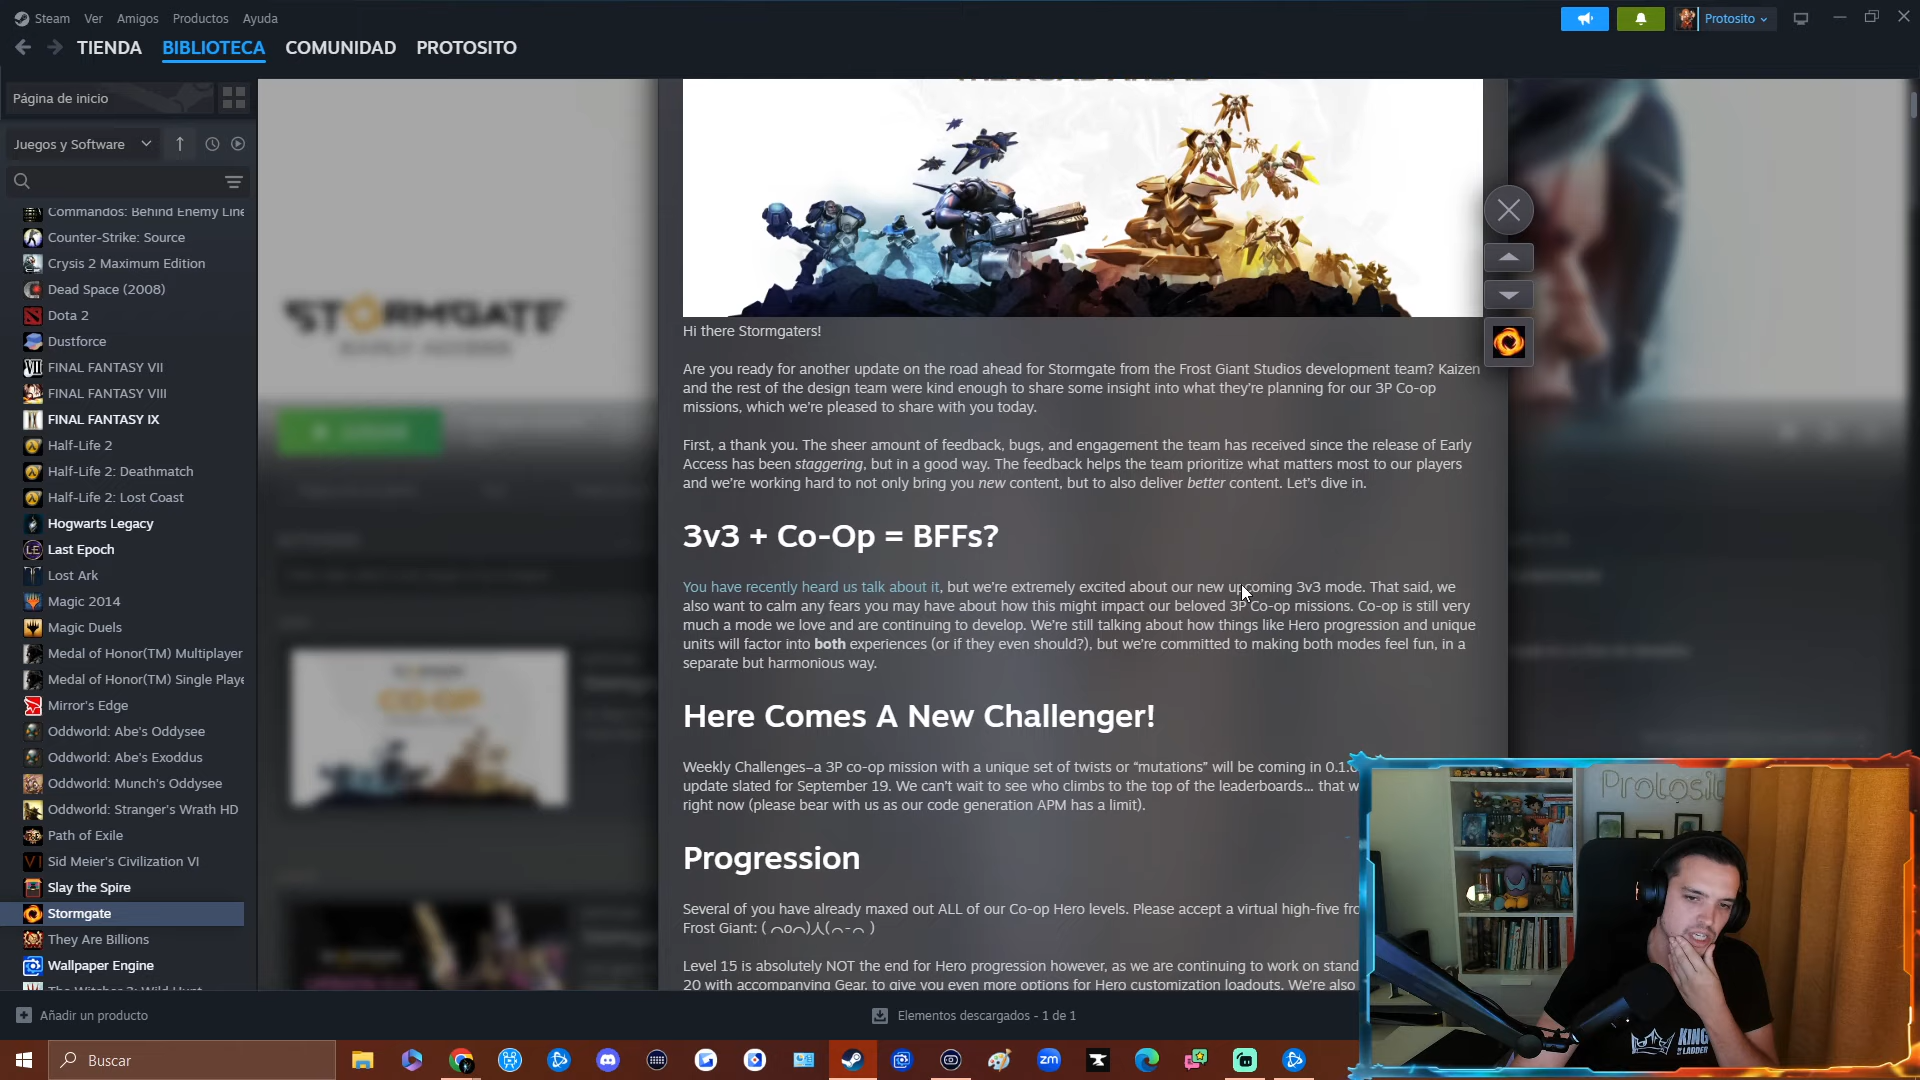 Steam Ver Amigos Productos Ayuda
Protosito
TIENDA BIBLIOTECA COMUNIDAD PROTOSITO
Página de inicio
Juegos y Software
Commandos: Behind Enemy Line
Counter-Strike: Source
Crysis 2 Maximum Edition
Dead Space (2008)
Dota 2
Dustforce
FINAL FANTASY VII
FINAL FANTASY VIII
FINAL FANTASY IX
Half-Life 2
Half-Life 2: Deathmatch
Half-Life 2: Lost Coast
Hogwarts Legacy
Last Epoch
Lost Ark
Magic 2014
Magic Duels
Medal of Honor(TM) Multiplayer
Medal of Honor(TM) Single Playe
Mirror's Edge
Oddworld: Abe's Oddysee
Oddworld: Abe's Exoddus
Oddworld: Munch's Oddysee
Oddworld: Stranger's Wrath HD
Path of Exile
Sid Meier's Civilization VI
Slay the Spire
Stormgate
They Are Billions
Wallpaper Engine
STORMGATE
EARLY ACCESS
CO-OP
Hi there Stormgaters!
Are you ready for another update on the road ahead for Stormgate from the Frost Giant Studios development team? Kaizen
and the rest of the design team were kind enough to share some insight into what they're planning for our 3P Co-op
missions, which we're pleased to share with you today.
First, a thank you. The sheer amount of feedback, bugs, and engagement the team has received since the release of Early
Access has been staggering, but in a good way. The feedback helps the team prioritize what matters most to our players
and we're working hard to not only bring you new content, but to also deliver better content. Let's dive in.
3v3 + Co-Op = BFFs?
You have recently heard us talk about it, but we're extremely excited about our new upcoming 3v3 mode. That said, we
also want to calm any fears you may have about how this might impact our beloved 3P Co-op missions. Co-op is still very
much a mode we love and are continuing to develop. We're still talking about how things like Hero progression and unique
units will factor into both experiences (or if they even should?), but we're committed to making both modes feel fun, in a
separate but harmonious way.
Here Comes A New Challenger!
Weekly Challenges–a 3P co-op mission with a unique set of twists or “mutations” will be coming in 0.1.
update slated for September 19. We can't wait to see who climbs to the top of the leaderboards... that w
right now (please bear with us as our code generation APM has a limit).
Progression
Several of you have already maxed out ALL of our Co-op Hero levels. Please accept a virtual high-five fro
Frost Giant: ( ⌒o⌒)人(⌒-⌒ )
Level 15 is absolutely NOT the end for Hero progression however, as we are continuing to work on stand
20 with accompanying Gear, to give you even more options for Hero customization loadouts. We're also
Protosit
KING
Añadir un producto
Elementos descargados - 1 de 1
Buscar